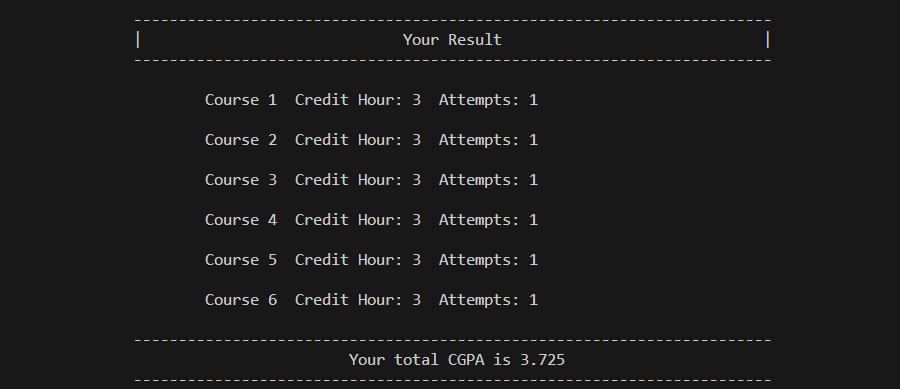 -----------------------------------------------------------------------
|                             Your Result                             |
-----------------------------------------------------------------------
Course 1  Credit Hour: 3  Attempts: 1
Course 2  Credit Hour: 3  Attempts: 1
Course 3  Credit Hour: 3  Attempts: 1
Course 4  Credit Hour: 3  Attempts: 1
Course 5  Credit Hour: 3  Attempts: 1
Course 6  Credit Hour: 3  Attempts: 1
-----------------------------------------------------------------------
Your total CGPA is 3.725
-----------------------------------------------------------------------